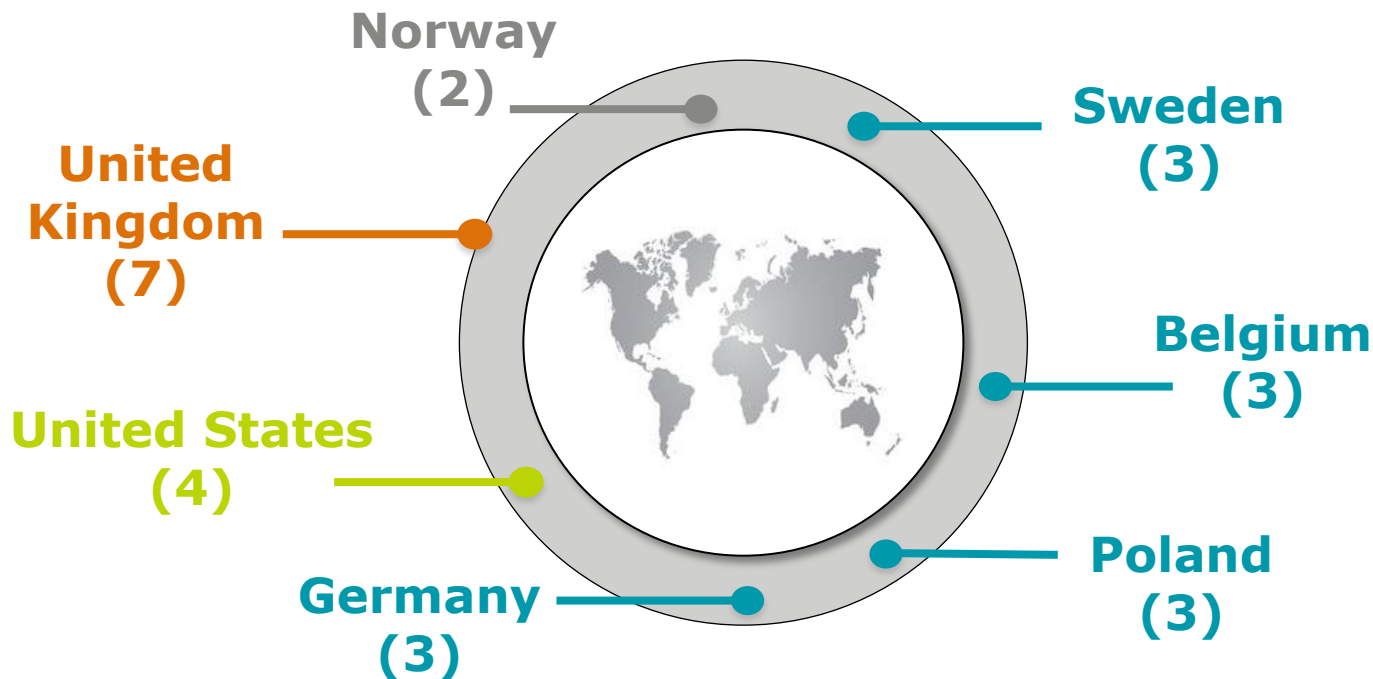 Norway
(2)
Sweden
(3)
United
Kingdom
(7)
Belgium
(3)
United States
(4)
Poland
(3)
Germany
(3)